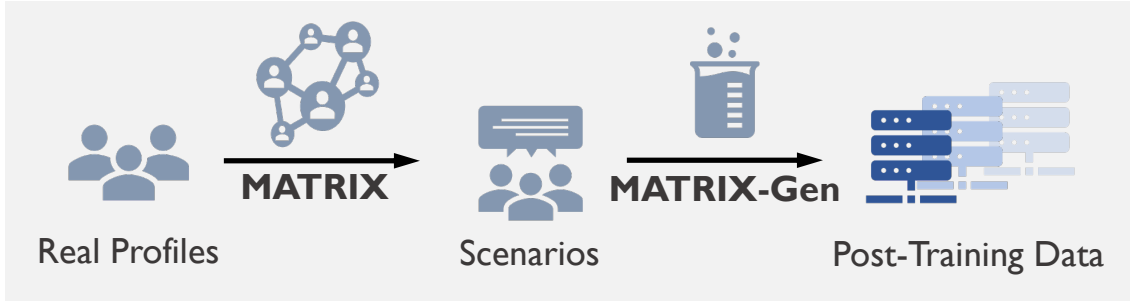 MATRIX
MATRIX-Gen
Real Profiles
Scenarios
Post-Training Data